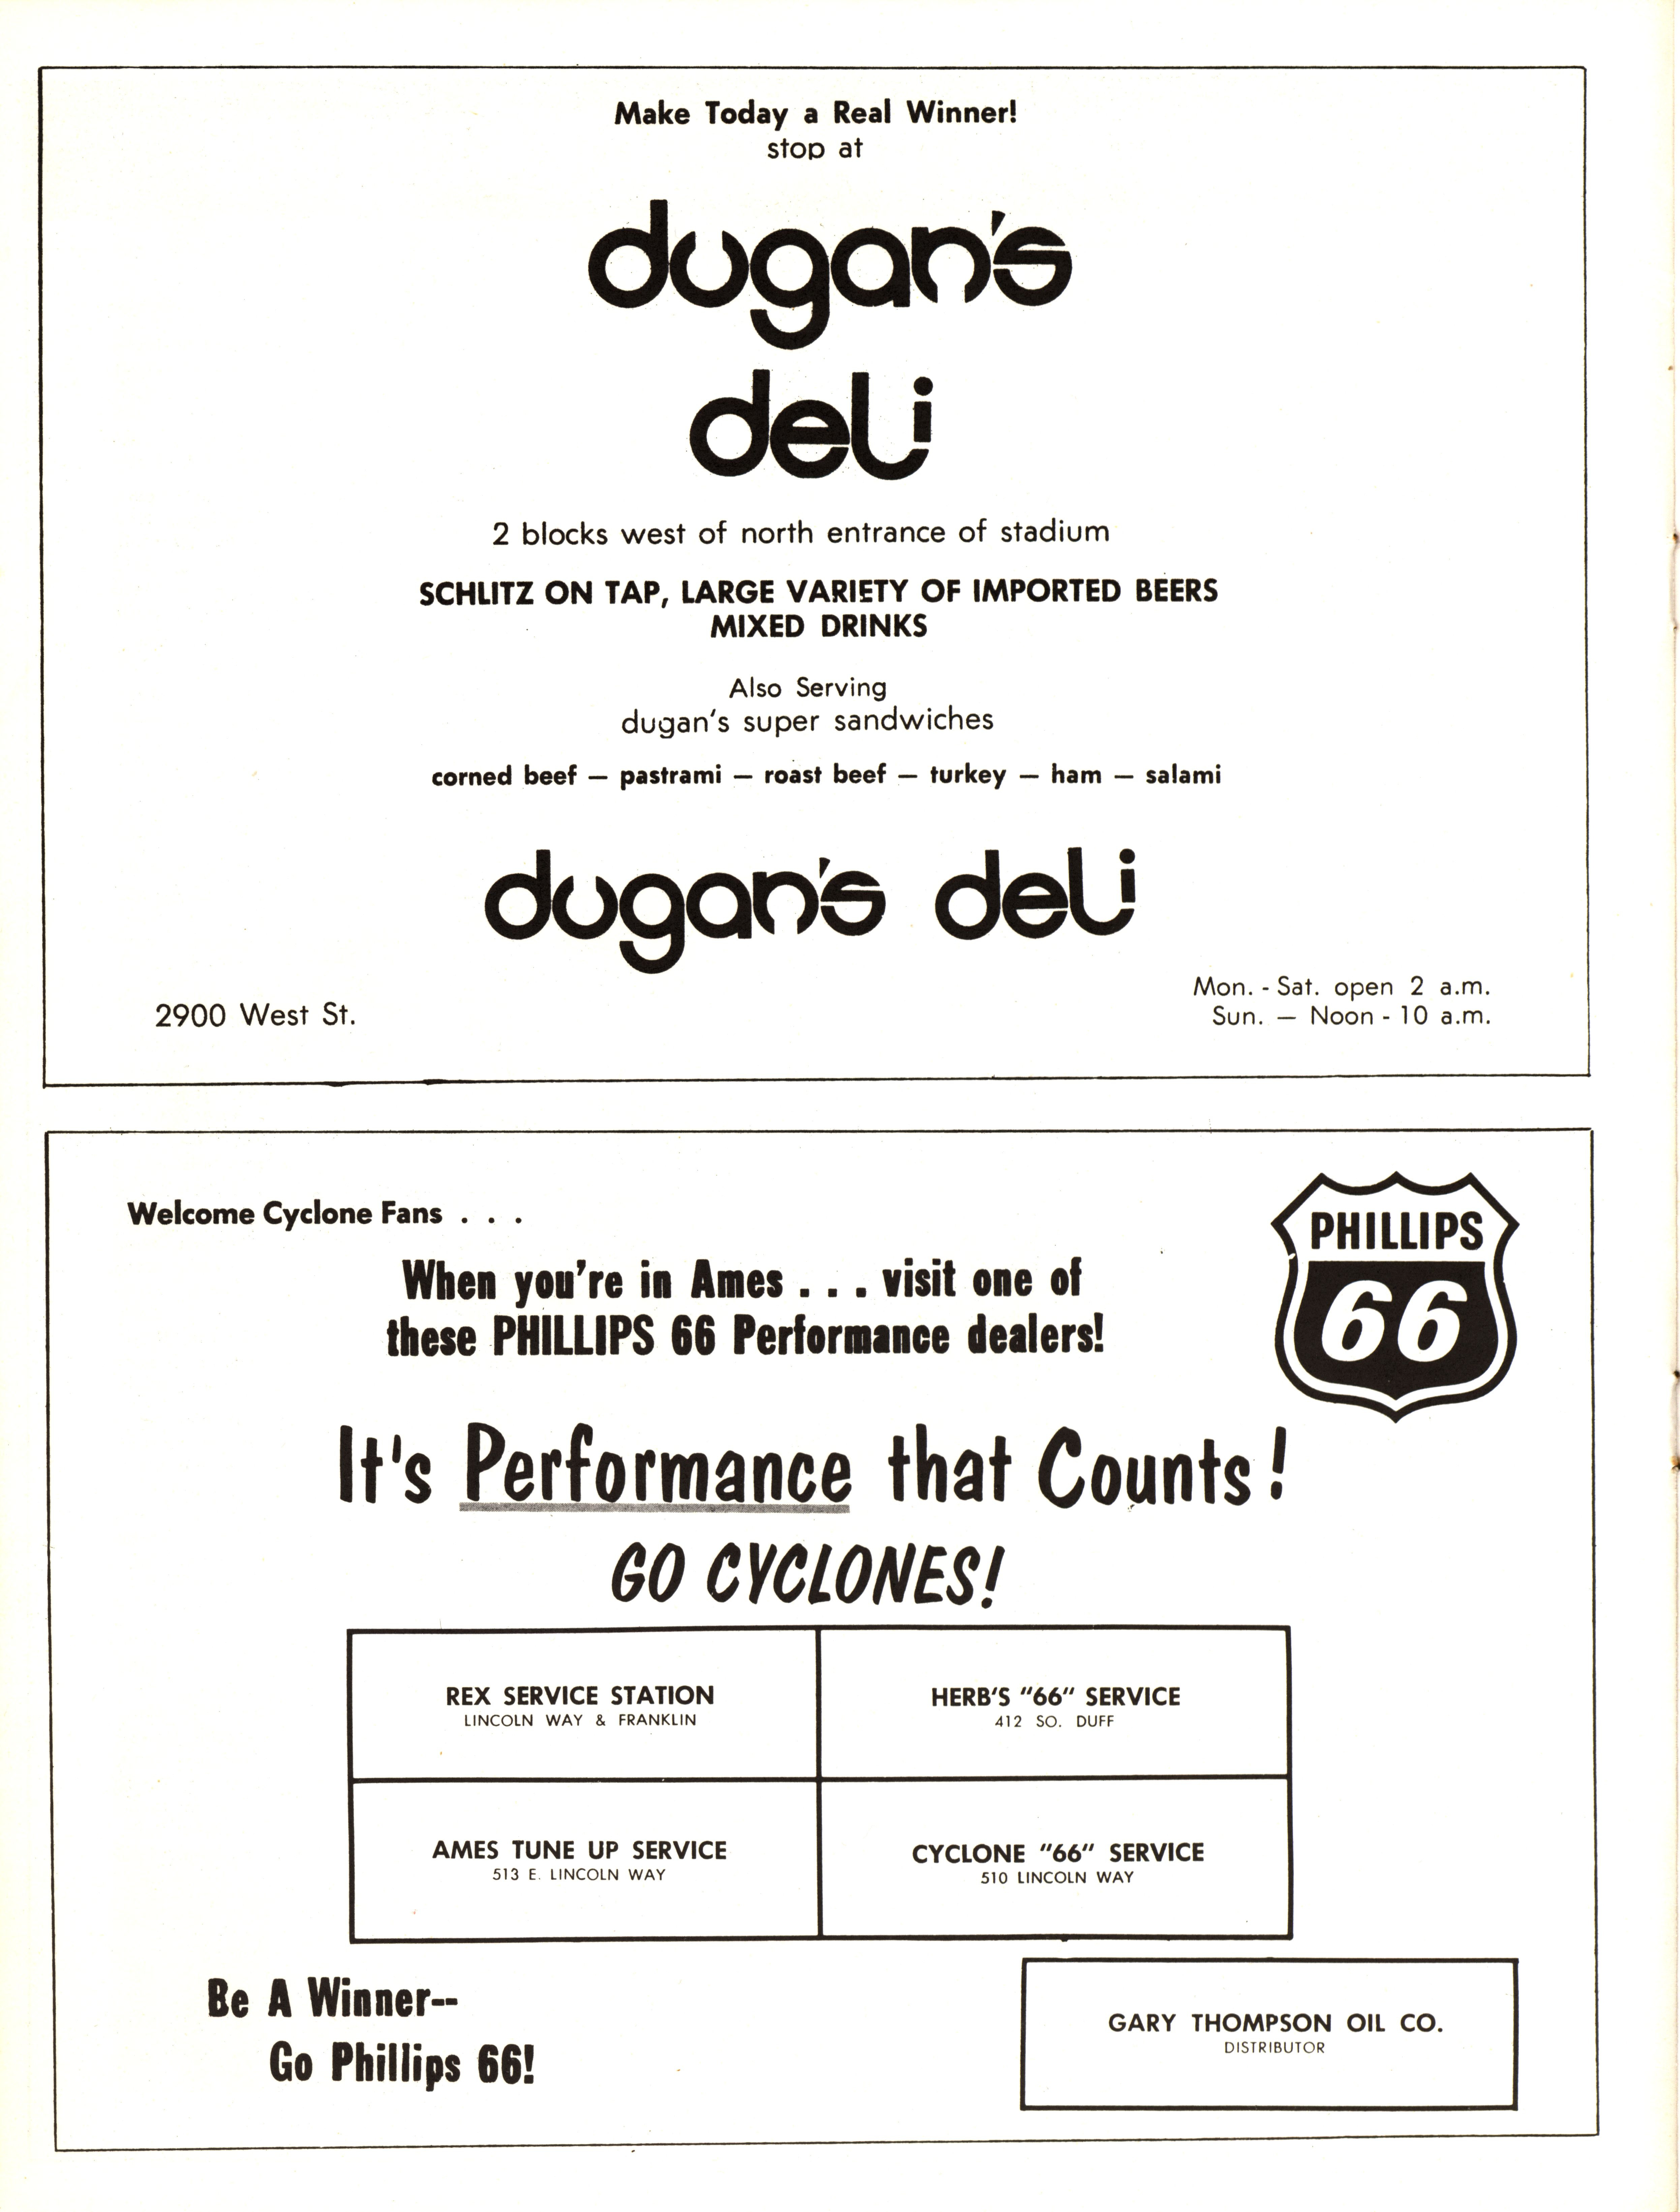 Make Today a Real Winner!
stop at
dugan's
deli
2 blocks west of north entrance of stadium
SCHLITZ ON TAP, LARGE VARIETY OF IMPORTED BEERS
MIXED DRINKS
Also Serving
dugan's super sandwiches
corned beef — pastrami — roast beef — turkey — ham — salami
dugan's deli
2900 West St.
Mon. - Sat. open 2 a.m.
Sun. — Noon - 10 a.m.
Welcome Cyclone Fans . . .
PHILLIPS
66
When you're in Ames . . . visit one of
these PHILLIPS 66 Performance dealers!
It's Performance that Counts!
GO CYCLONES!
REX SERVICE STATION
LINCOLN WAY & FRANKLIN
HERB'S "66" SERVICE
412 SO. DUFF
AMES TUNE UP SERVICE
513 E. LINCOLN WAY
CYCLONE "66" SERVICE
510 LINCOLN WAY
Be A Winner--
Go Phillips 66!
GARY THOMPSON OIL CO.
DISTRIBUTOR